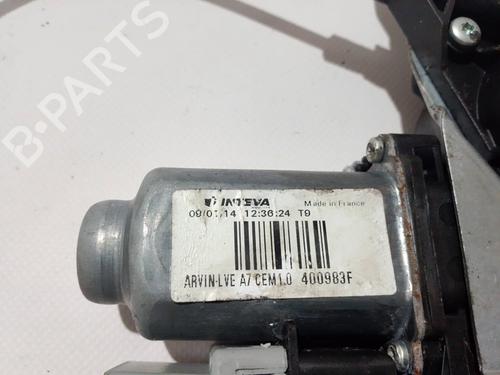 INTEVA Made in France
09/01/14 12:36:24 T9
ARVIN-LVE A7 CEM1.0 400983F
B-PARTS